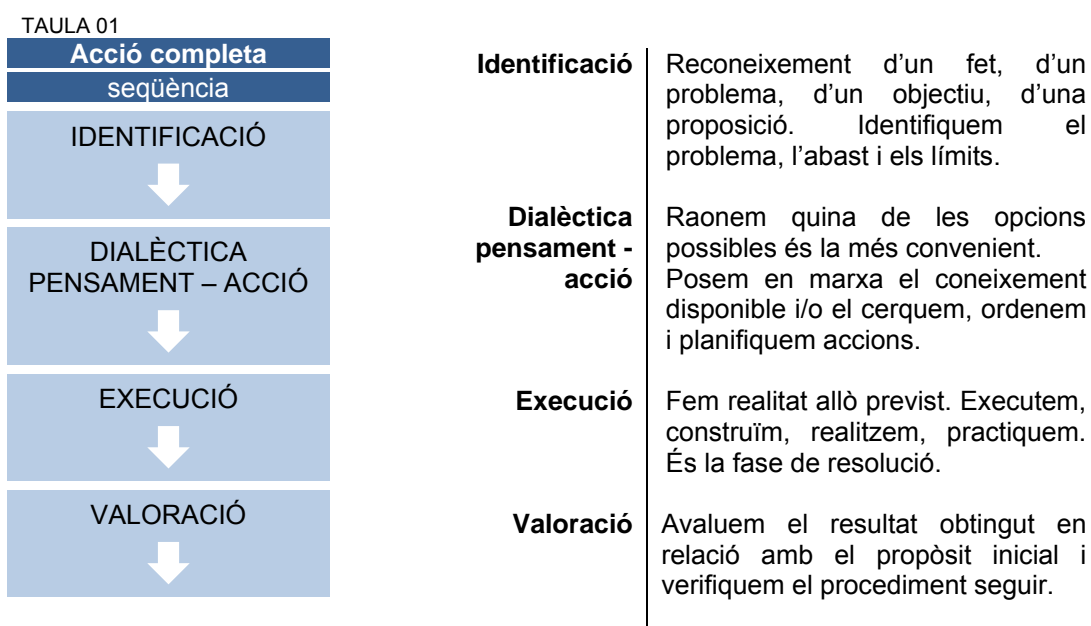 TAULA 01
Acció completa
seqüència
IDENTIFICACIÓ
DIALÈCTICA
PENSAMENT – ACCIÓ
EXECUCIÓ
VALORACIÓ
Identificació
Reconeixement d’un fet, d’un
problema, d’un objectiu, d’una
proposició. Identifiquem el
problema, l’abast i els límits.
Dialèctica
pensament -
acció
Raonem quina de les opcions
possibles és la més convenient.
Posem en marxa el coneixement
disponible i/o el cerquem, ordenem
i planifiquem accions.
Execució
Fem realitat allò previst. Executem,
construïm, realitzem, practiquem.
És la fase de resolució.
Valoració
Avaluem el resultat obtingut en
relació amb el propòsit inicial i
verifiquem el procediment seguir.